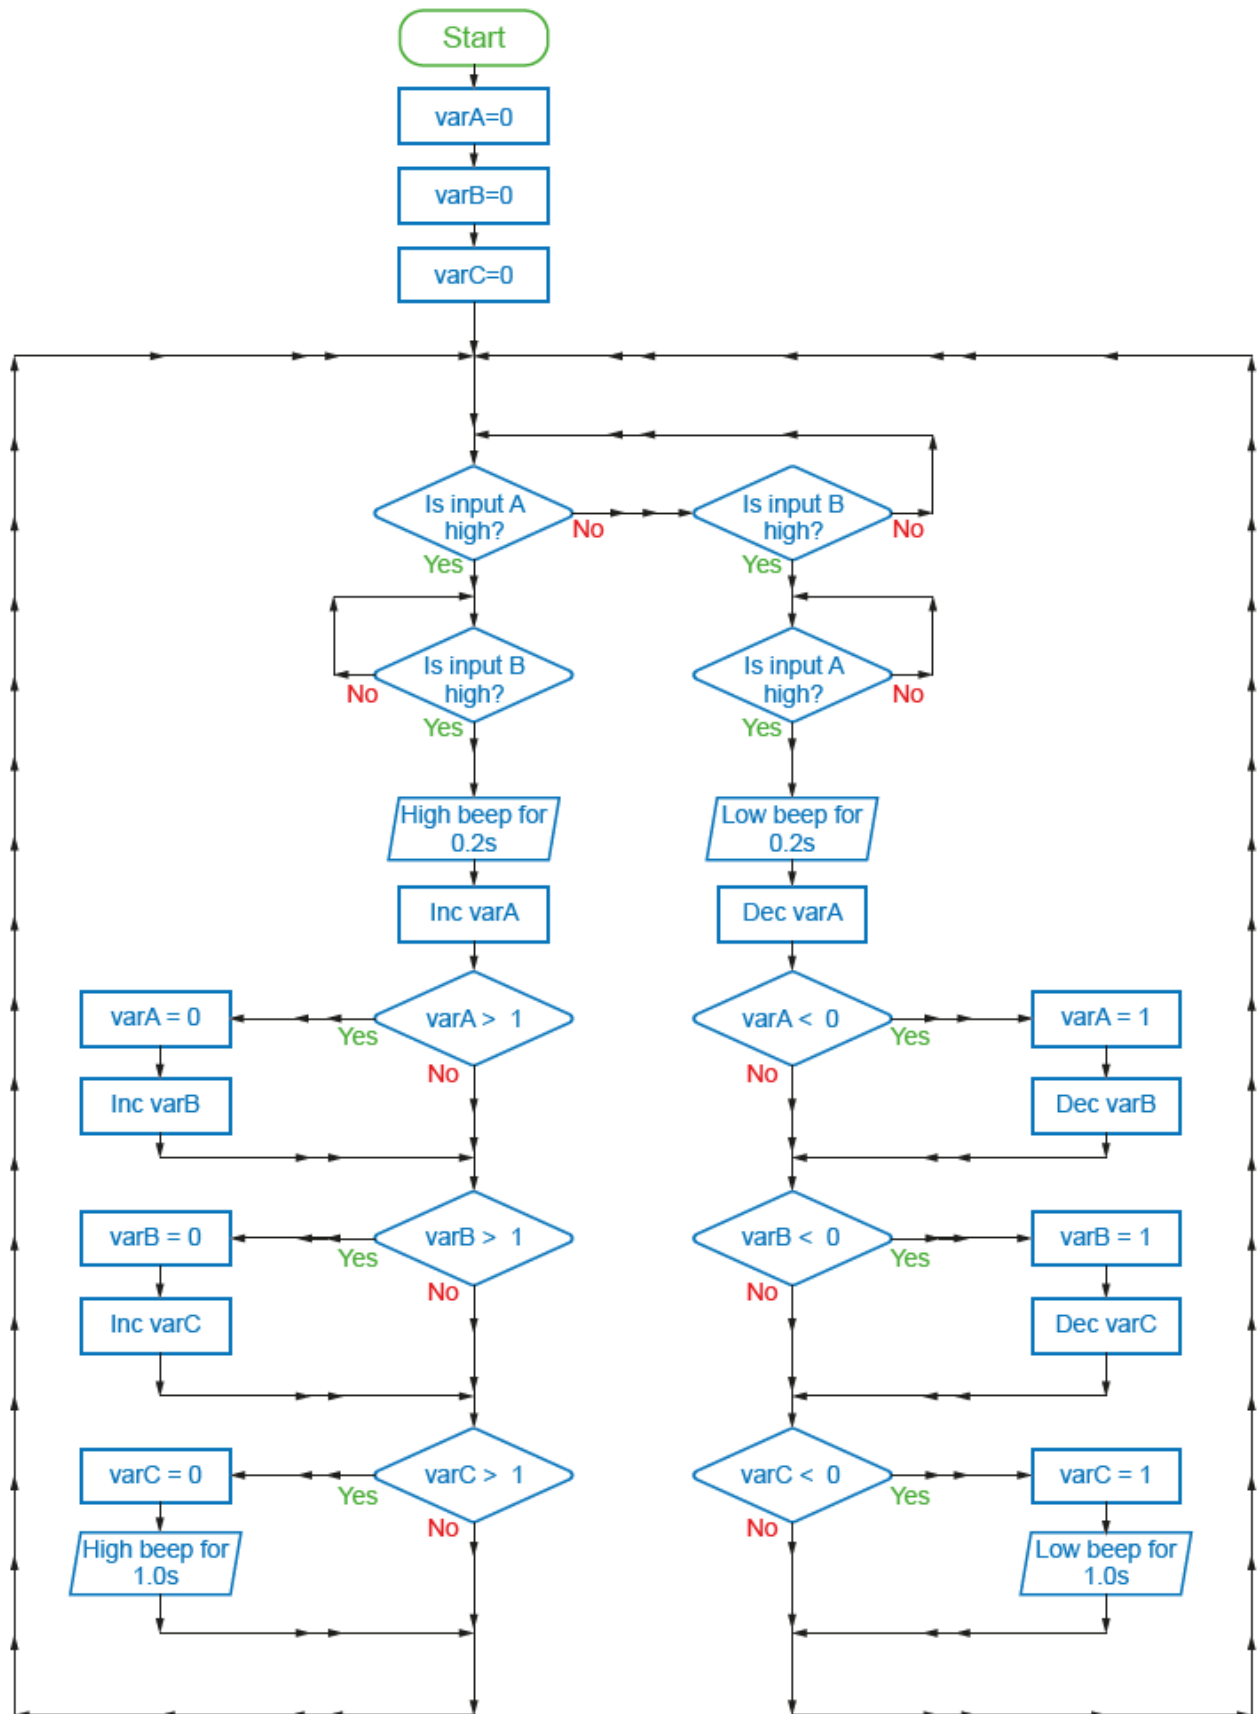 Start
varA=0
varB=0
varC=0
Is input A
high?
No
Yes
Is input B
high?
No
Yes
Is input B
high?
No
Yes
Is input A
high?
No
Yes
High beep for
0.2s
Low beep for
0.2s
Inc varA
Dec varA
varA = 0
Yes
varA > 1
No
varA < 0
No
Yes
varA = 1
Inc varB
Dec varB
varB = 0
Yes
varB > 1
No
varB < 0
No
Yes
varB = 1
Inc varC
Dec varC
varC = 0
Yes
varC > 1
No
varC < 0
No
Yes
varC = 1
High beep for
1.0s
Low beep for
1.0s